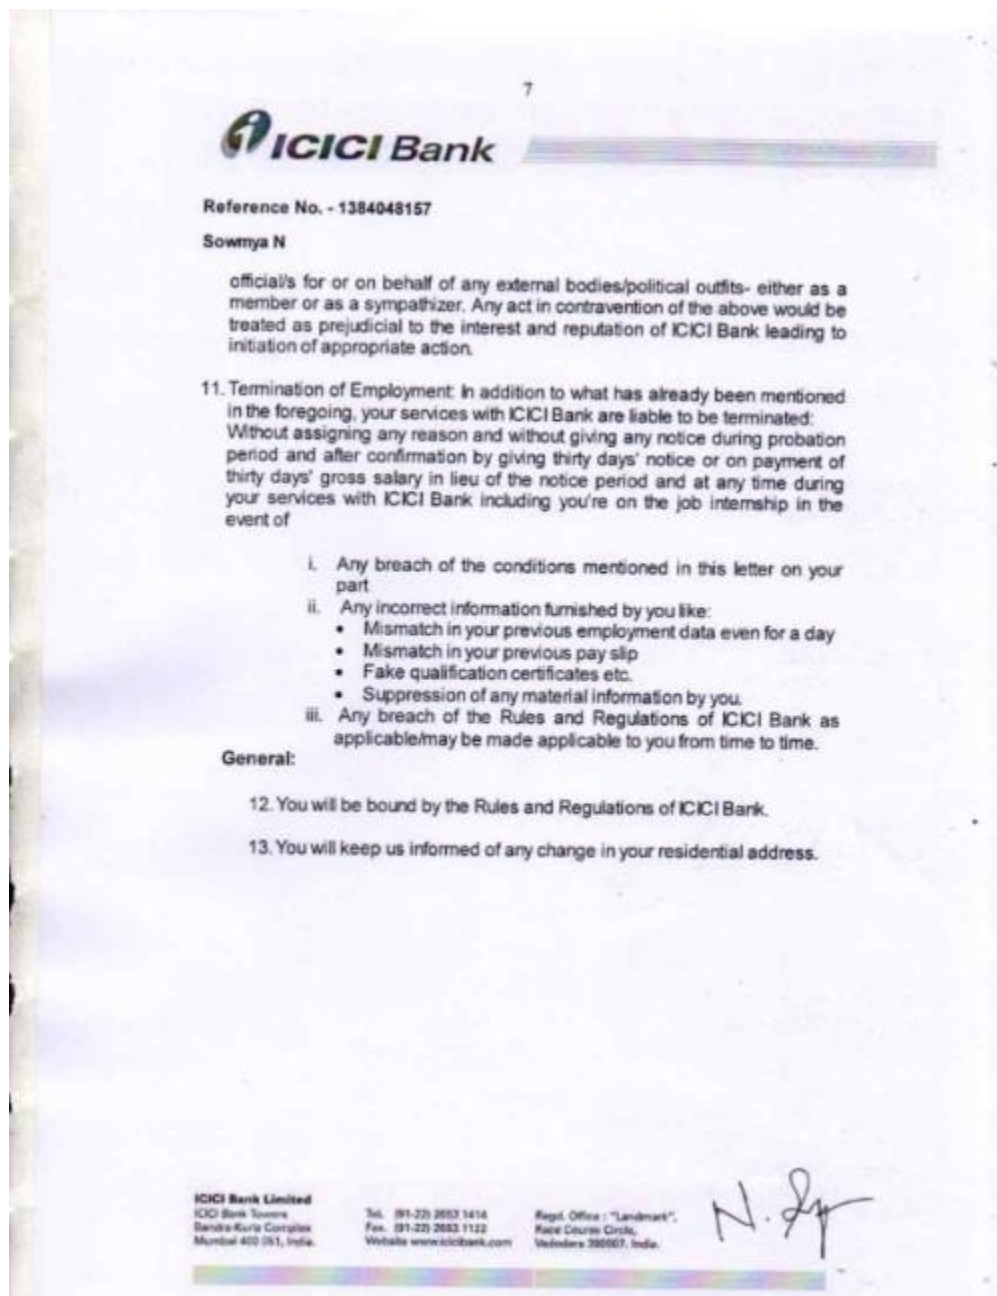 7
ICICI Bank
Reference No. - 1384048157
Sowmya N
official's for or on behalf of any external bodies/political outfits- either as a
member or as a sympathizer. Any act in contravention of the above would be
treated as prejudicial to the interest and reputation of ICICI Bank leading to
initiation of appropriate action.
11. Termination of Employment: In addition to what has already been mentioned
in the foregoing, your services with ICICI Bank are liable to be terminated:
Without assigning any reason and without giving any notice during probation
period and after confirmation by giving thirty days' notice or on payment of
thirty days' gross salary in lieu of the notice period and at any time during
your services with ICICI Bank including you're on the job internship in the
event of
i. Any breach of the conditions mentioned in this letter on your
part
ii. Any incorrect information furnished by you like:
• Mismatch in your previous employment data even for a day
• Mismatch in your previous pay slip
• Fake qualification certificates etc.
• Suppression of any material information by you.
iii. Any breach of the Rules and Regulations of ICICI Bank as
applicable/may be made applicable to you from time to time.
General:
12. You will be bound by the Rules and Regulations of ICICI Bank.
13. You will keep us informed of any change in your residential address.
ICICI Bank Limited
ICICI Bank Towers
Bandra-Kurla Complex
Mumbai 400 051, India.
Tel. (91-22) 2653 1414
Fax. (91-22) 2653 1122
Website www.icicibank.com
Regd. Office : "Landmark",
Race Course Circle,
Vadodara 390007. India.
N.